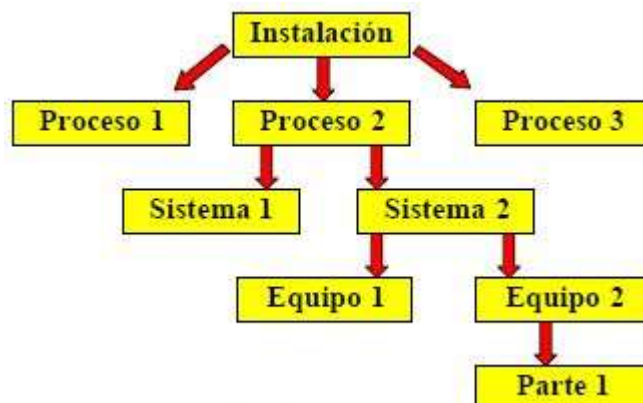 Instalación
Proceso 1
Proceso 2
Proceso 3
Sistema 1
Sistema 2
Equipo 1
Equipo 2
Parte 1